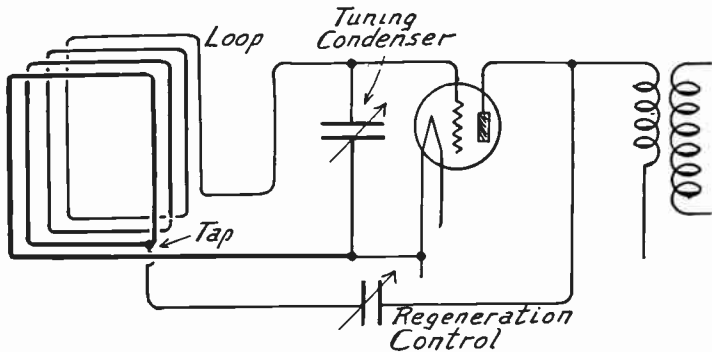 Loop
Tuning
Condenser
Tap
Regeneration
Control